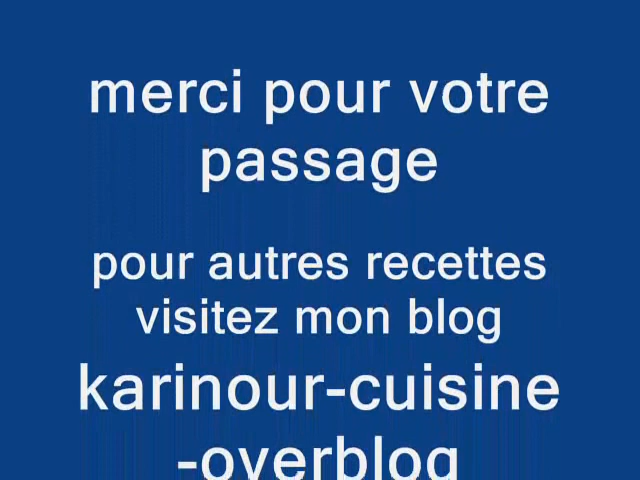 merci pour votre
passage
pour autres recettes
visitez mon blog
karinour-cuisine
-overblog